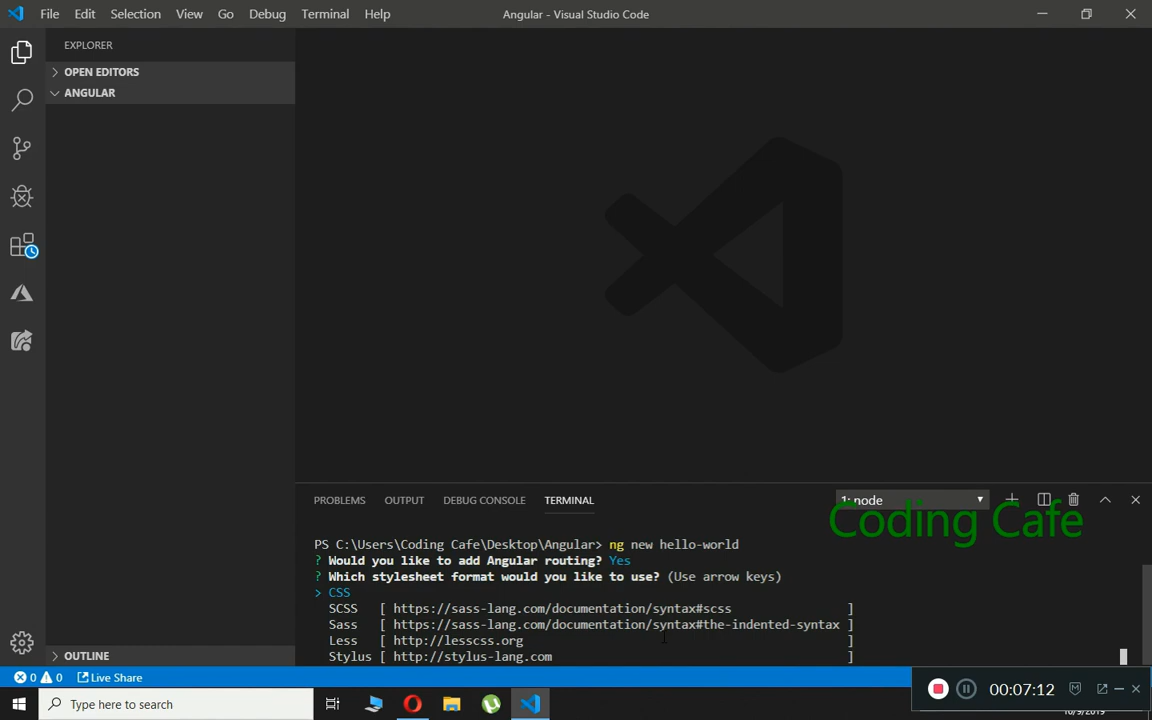 File Edit Selection View Go Debug Terminal Help
Angular - Visual Studio Code
EXPLORER
OPEN EDITORS
ANGULAR
OUTLINE
PROBLEMS OUTPUT DEBUG CONSOLE TERMINAL
1: node
Coding Cafe
PS C:\Users\Coding Cafe\Desktop\Angular> ng new hello-world
? Would you like to add Angular routing? Yes
? Which stylesheet format would you like to use? (Use arrow keys)
> CSS
SCSS [ https://sass-lang.com/documentation/syntax#scss ]
Sass [ https://sass-lang.com/documentation/syntax#the-indented-syntax ]
Less [ http://lesscss.org ]
Stylus [ http://stylus-lang.com ]
0 0 Live Share
Type here to search
00:07:12